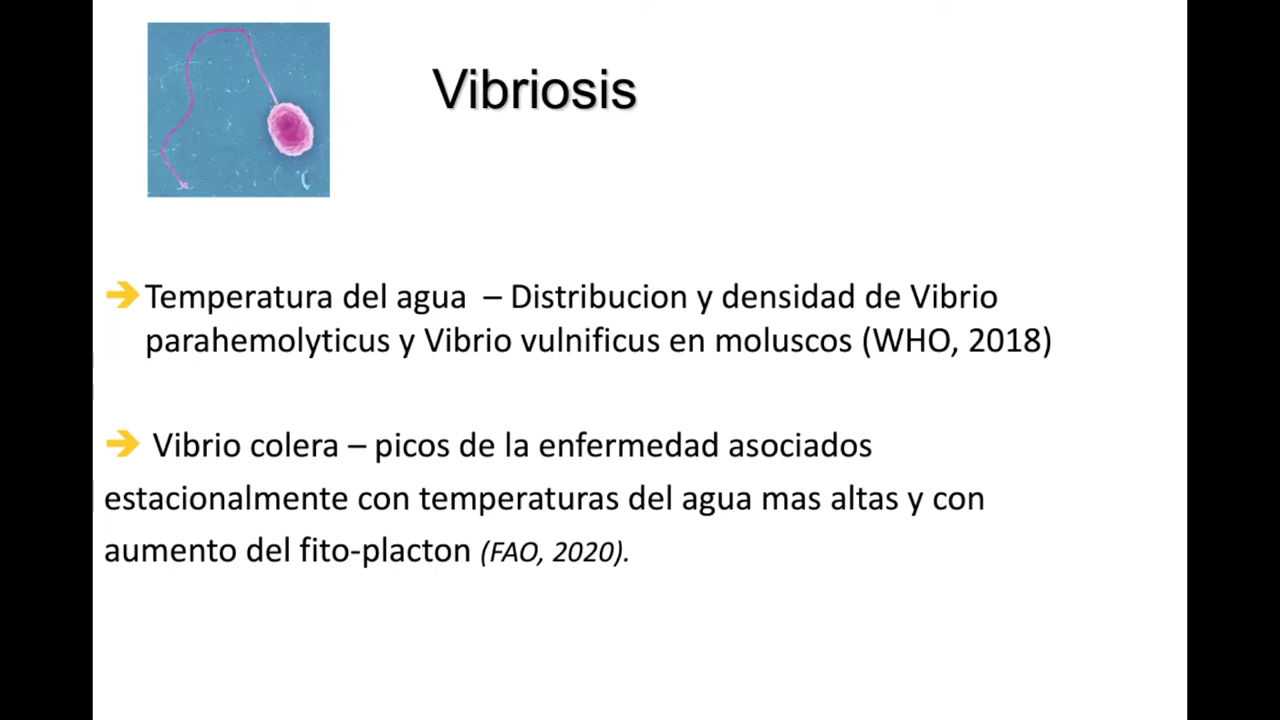 Vibriosis
Temperatura del agua – Distribucion y densidad de Vibrio
parahemolyticus y Vibrio vulnificus en moluscos (WHO, 2018)
Vibrio colera – picos de la enfermedad asociados
estacionalmente con temperaturas del agua mas altas y con
aumento del fito-placton (FAO, 2020).